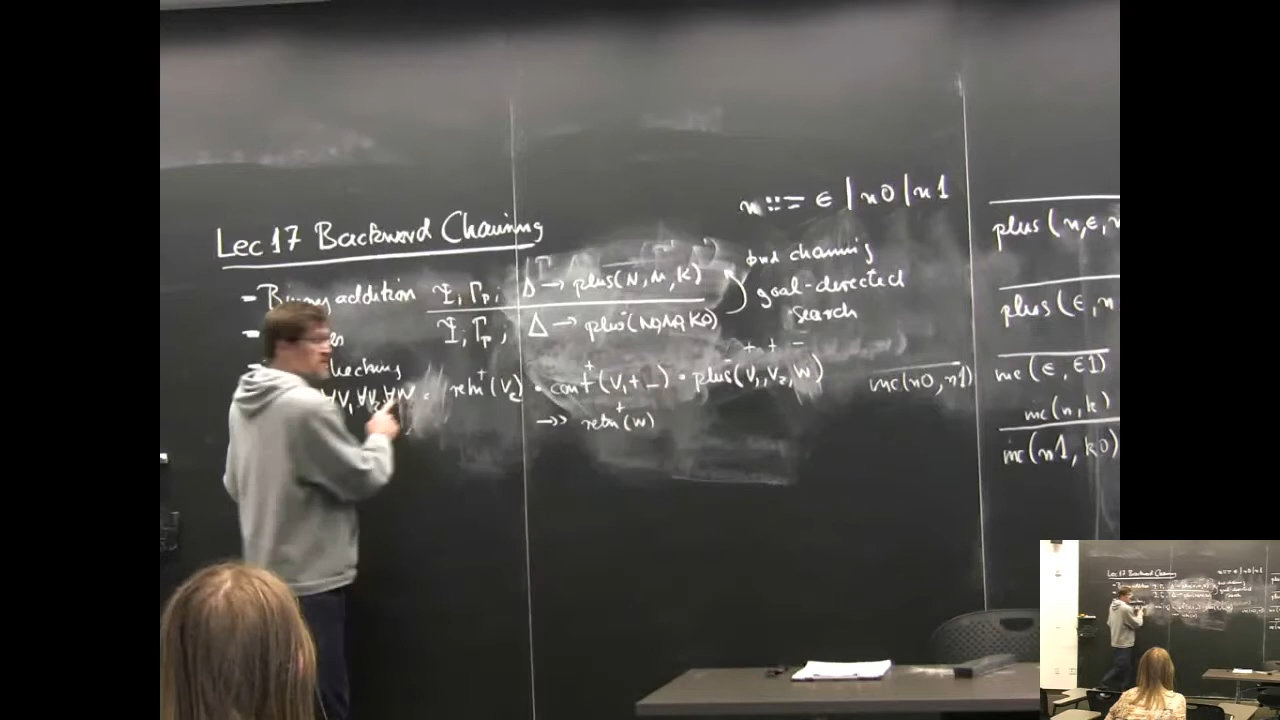 n ::= ϵ | n0 | n1
Lec 17 Backward Chaining
- Binary addition
Ψ; Γp; Δ → plus(N, M, K)
Ψ; Γp; Δ → plus⁻(N0, M0, K0)
bwd chaining
goal-directed
search
∀V₁ ∀V₂ ∀W . retn⁺(V₂) • cont⁺(V₁ + _) • plus⁻(V₁, V₂, W)
+ + −
→» retn⁺(W)
inc(n0, n1)
plus(n, ϵ, n
plus(ϵ, n
inc(ϵ, ϵ1)
inc(n, k)
inc(n1, k0)